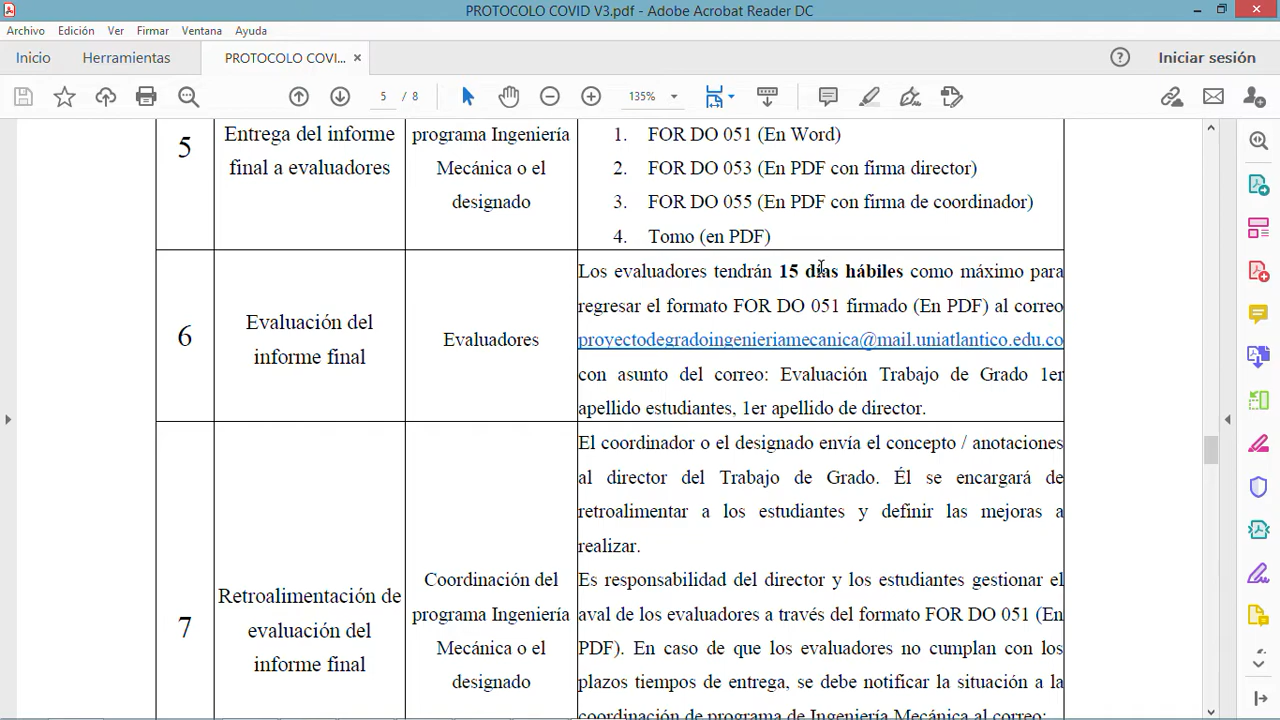 PROTOCOLO COVID V3.pdf - Adobe Acrobat Reader DC
Archivo Edición Ver Firmar Ventana Ayuda
Inicio Herramientas PROTOCOLO COVI... × Iniciar sesión
5 / 8 135%
5
Entrega del informe
final a evaluadores
programa Ingeniería
Mecánica o el
designado
1. FOR DO 051 (En Word)
2. FOR DO 053 (En PDF con firma director)
3. FOR DO 055 (En PDF con firma de coordinador)
4. Tomo (en PDF)
6
Evaluación del
informe final
Evaluadores
Los evaluadores tendrán 15 días hábiles como máximo para
regresar el formato FOR DO 051 firmado (En PDF) al correo
proyectodegradoingenieriamecanica@mail.uniatlantico.edu.co
con asunto del correo: Evaluación Trabajo de Grado 1er
apellido estudiantes, 1er apellido de director.
7
Retroalimentación de
evaluación del
informe final
Coordinación del
programa Ingeniería
Mecánica o el
designado
El coordinador o el designado envía el concepto / anotaciones
al director del Trabajo de Grado. Él se encargará de
retroalimentar a los estudiantes y definir las mejoras a
realizar.
Es responsabilidad del director y los estudiantes gestionar el
aval de los evaluadores a través del formato FOR DO 051 (En
PDF). En caso de que los evaluadores no cumplan con los
plazos tiempos de entrega, se debe notificar la situación a la
coordinación de programa de Ingeniería Mecánica al correo: